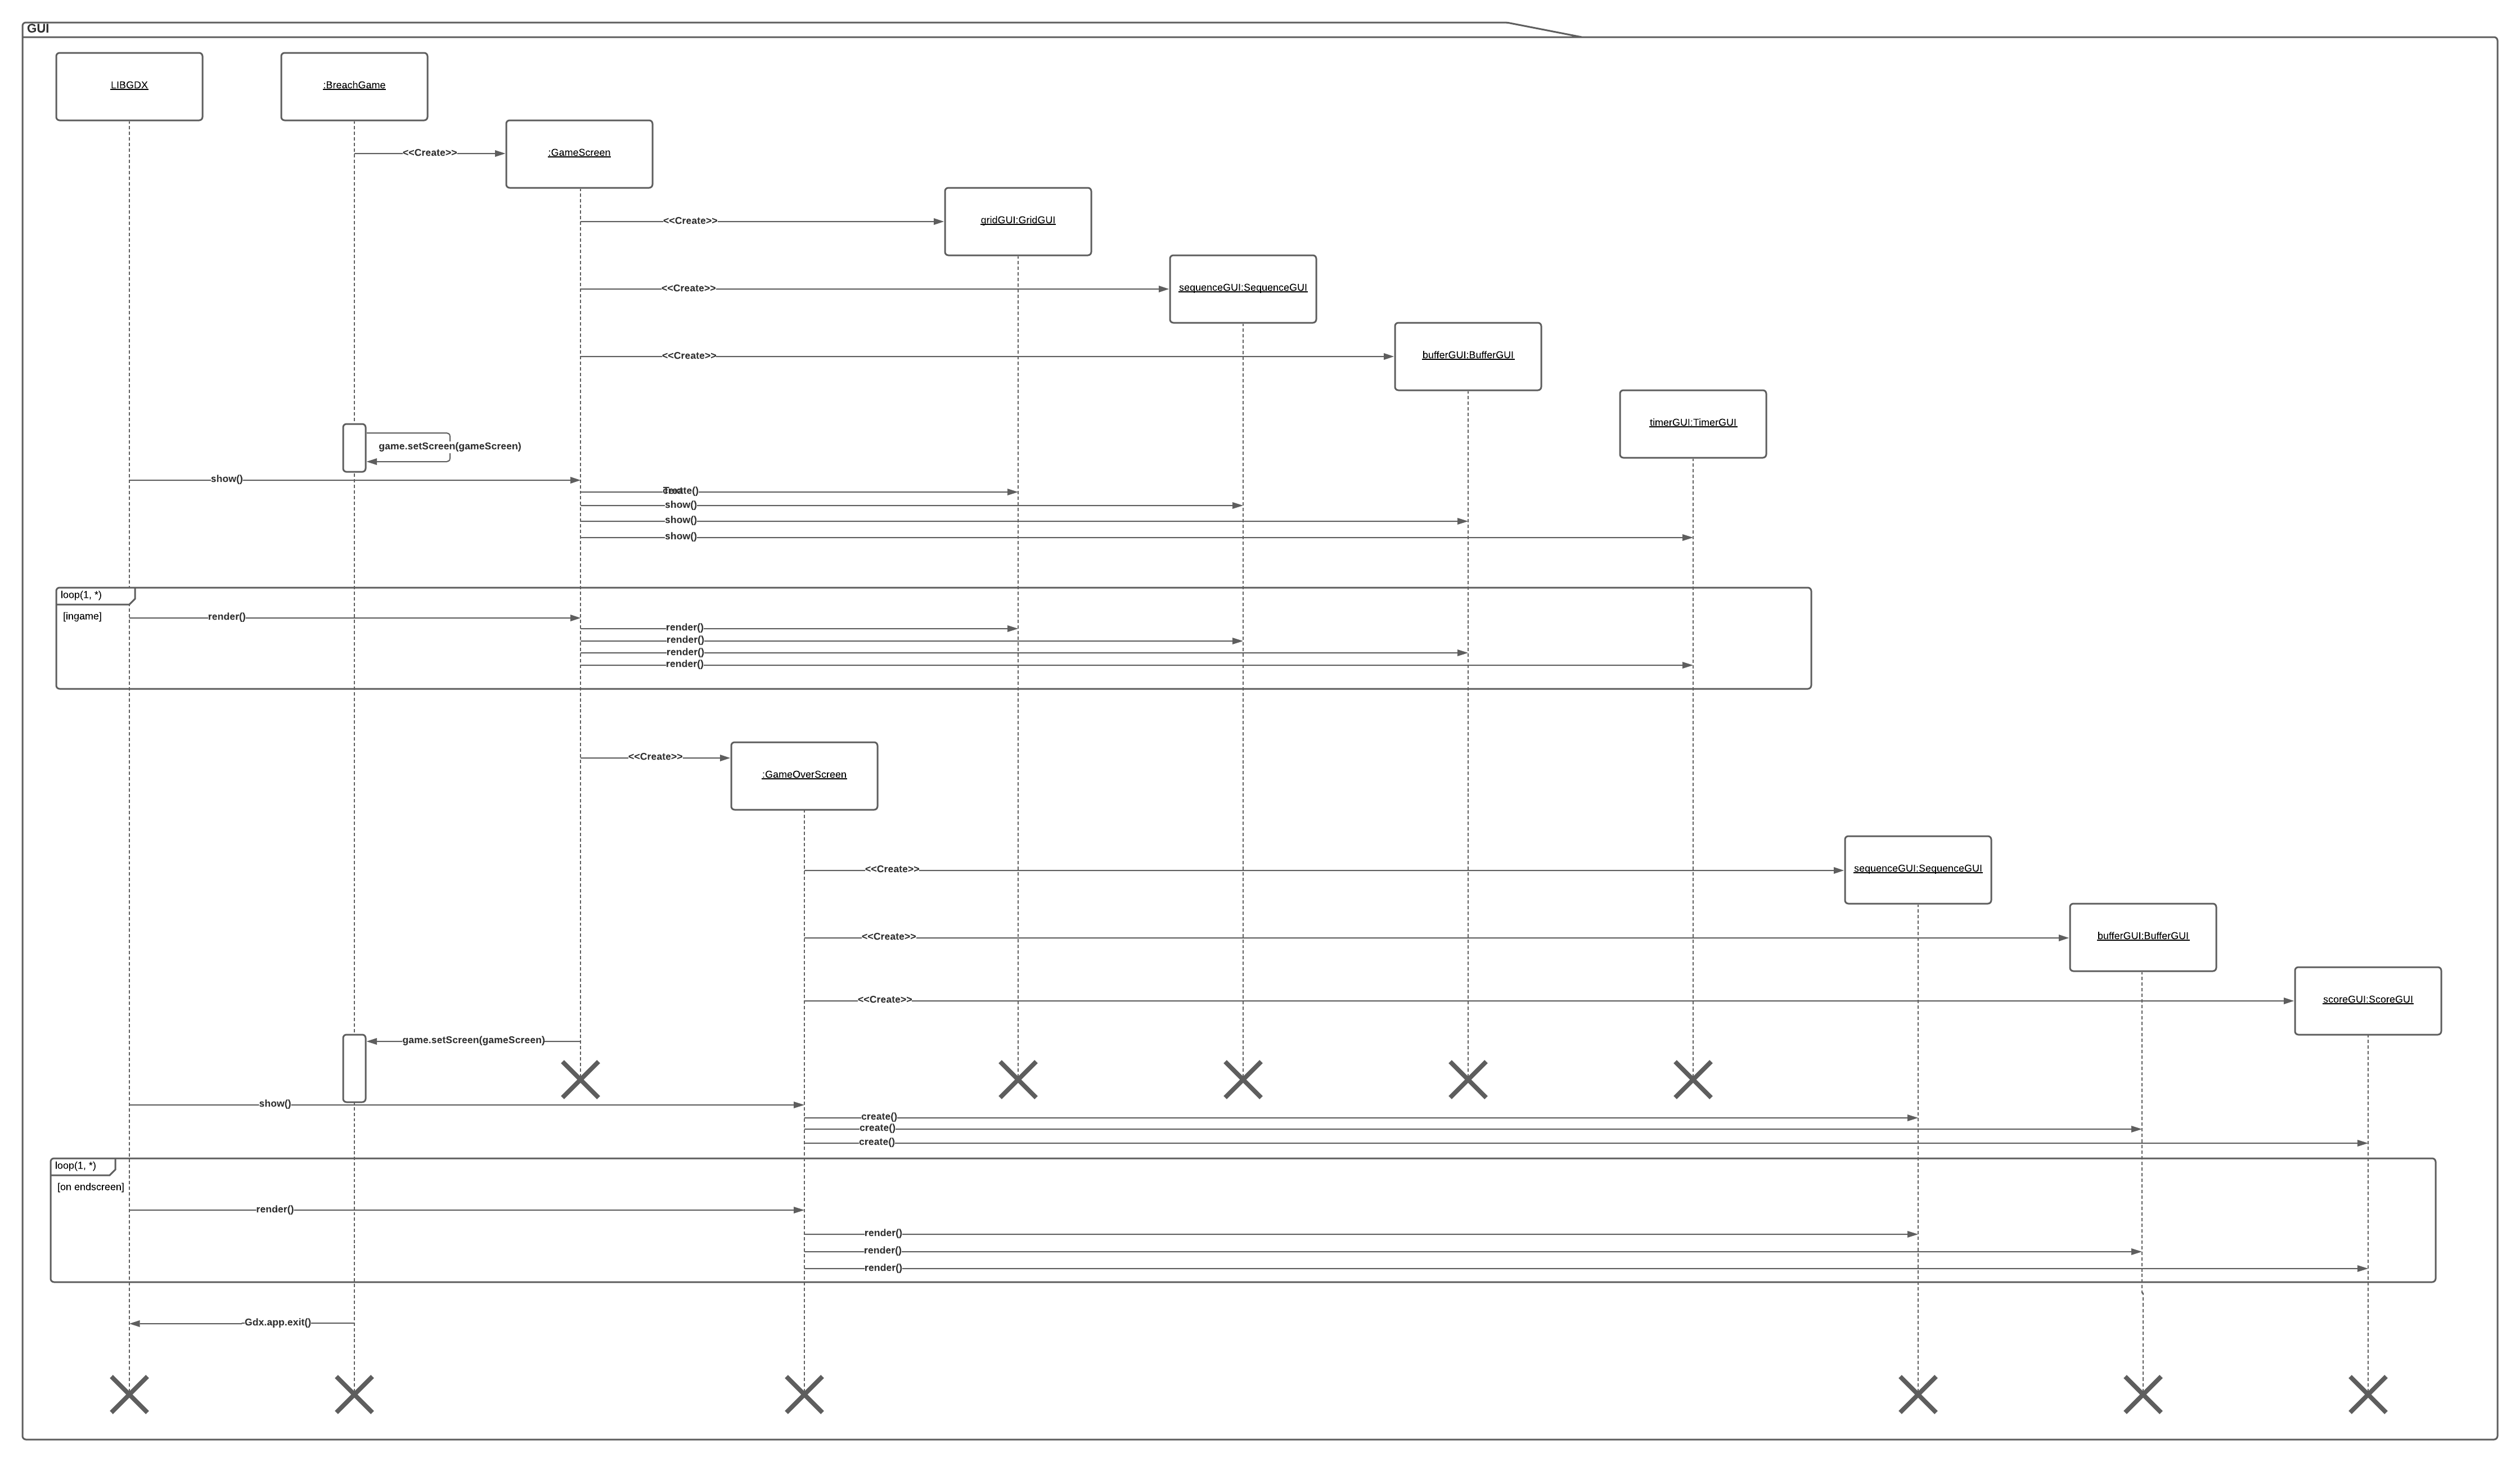 GUI
LIBGDX
:BreachGame
<<Create>>
:GameScreen
<<Create>>
gridGUI:GridGUI
<<Create>>
sequenceGUI:SequenceGUI
<<Create>>
bufferGUI:BufferGUI
timerGUI:TimerGUI
game.setScreen(gameScreen)
show()
create()
Text
show()
show()
show()
loop(1, *)
[ingame]
render()
render()
render()
render()
render()
<<Create>>
:GameOverScreen
<<Create>>
sequenceGUI:SequenceGUI
<<Create>>
bufferGUI:BufferGUI
<<Create>>
scoreGUI:ScoreGUI
game.setScreen(gameScreen)
show()
create()
create()
create()
loop(1, *)
[on endscreen]
render()
render()
render()
render()
Gdx.app.exit()